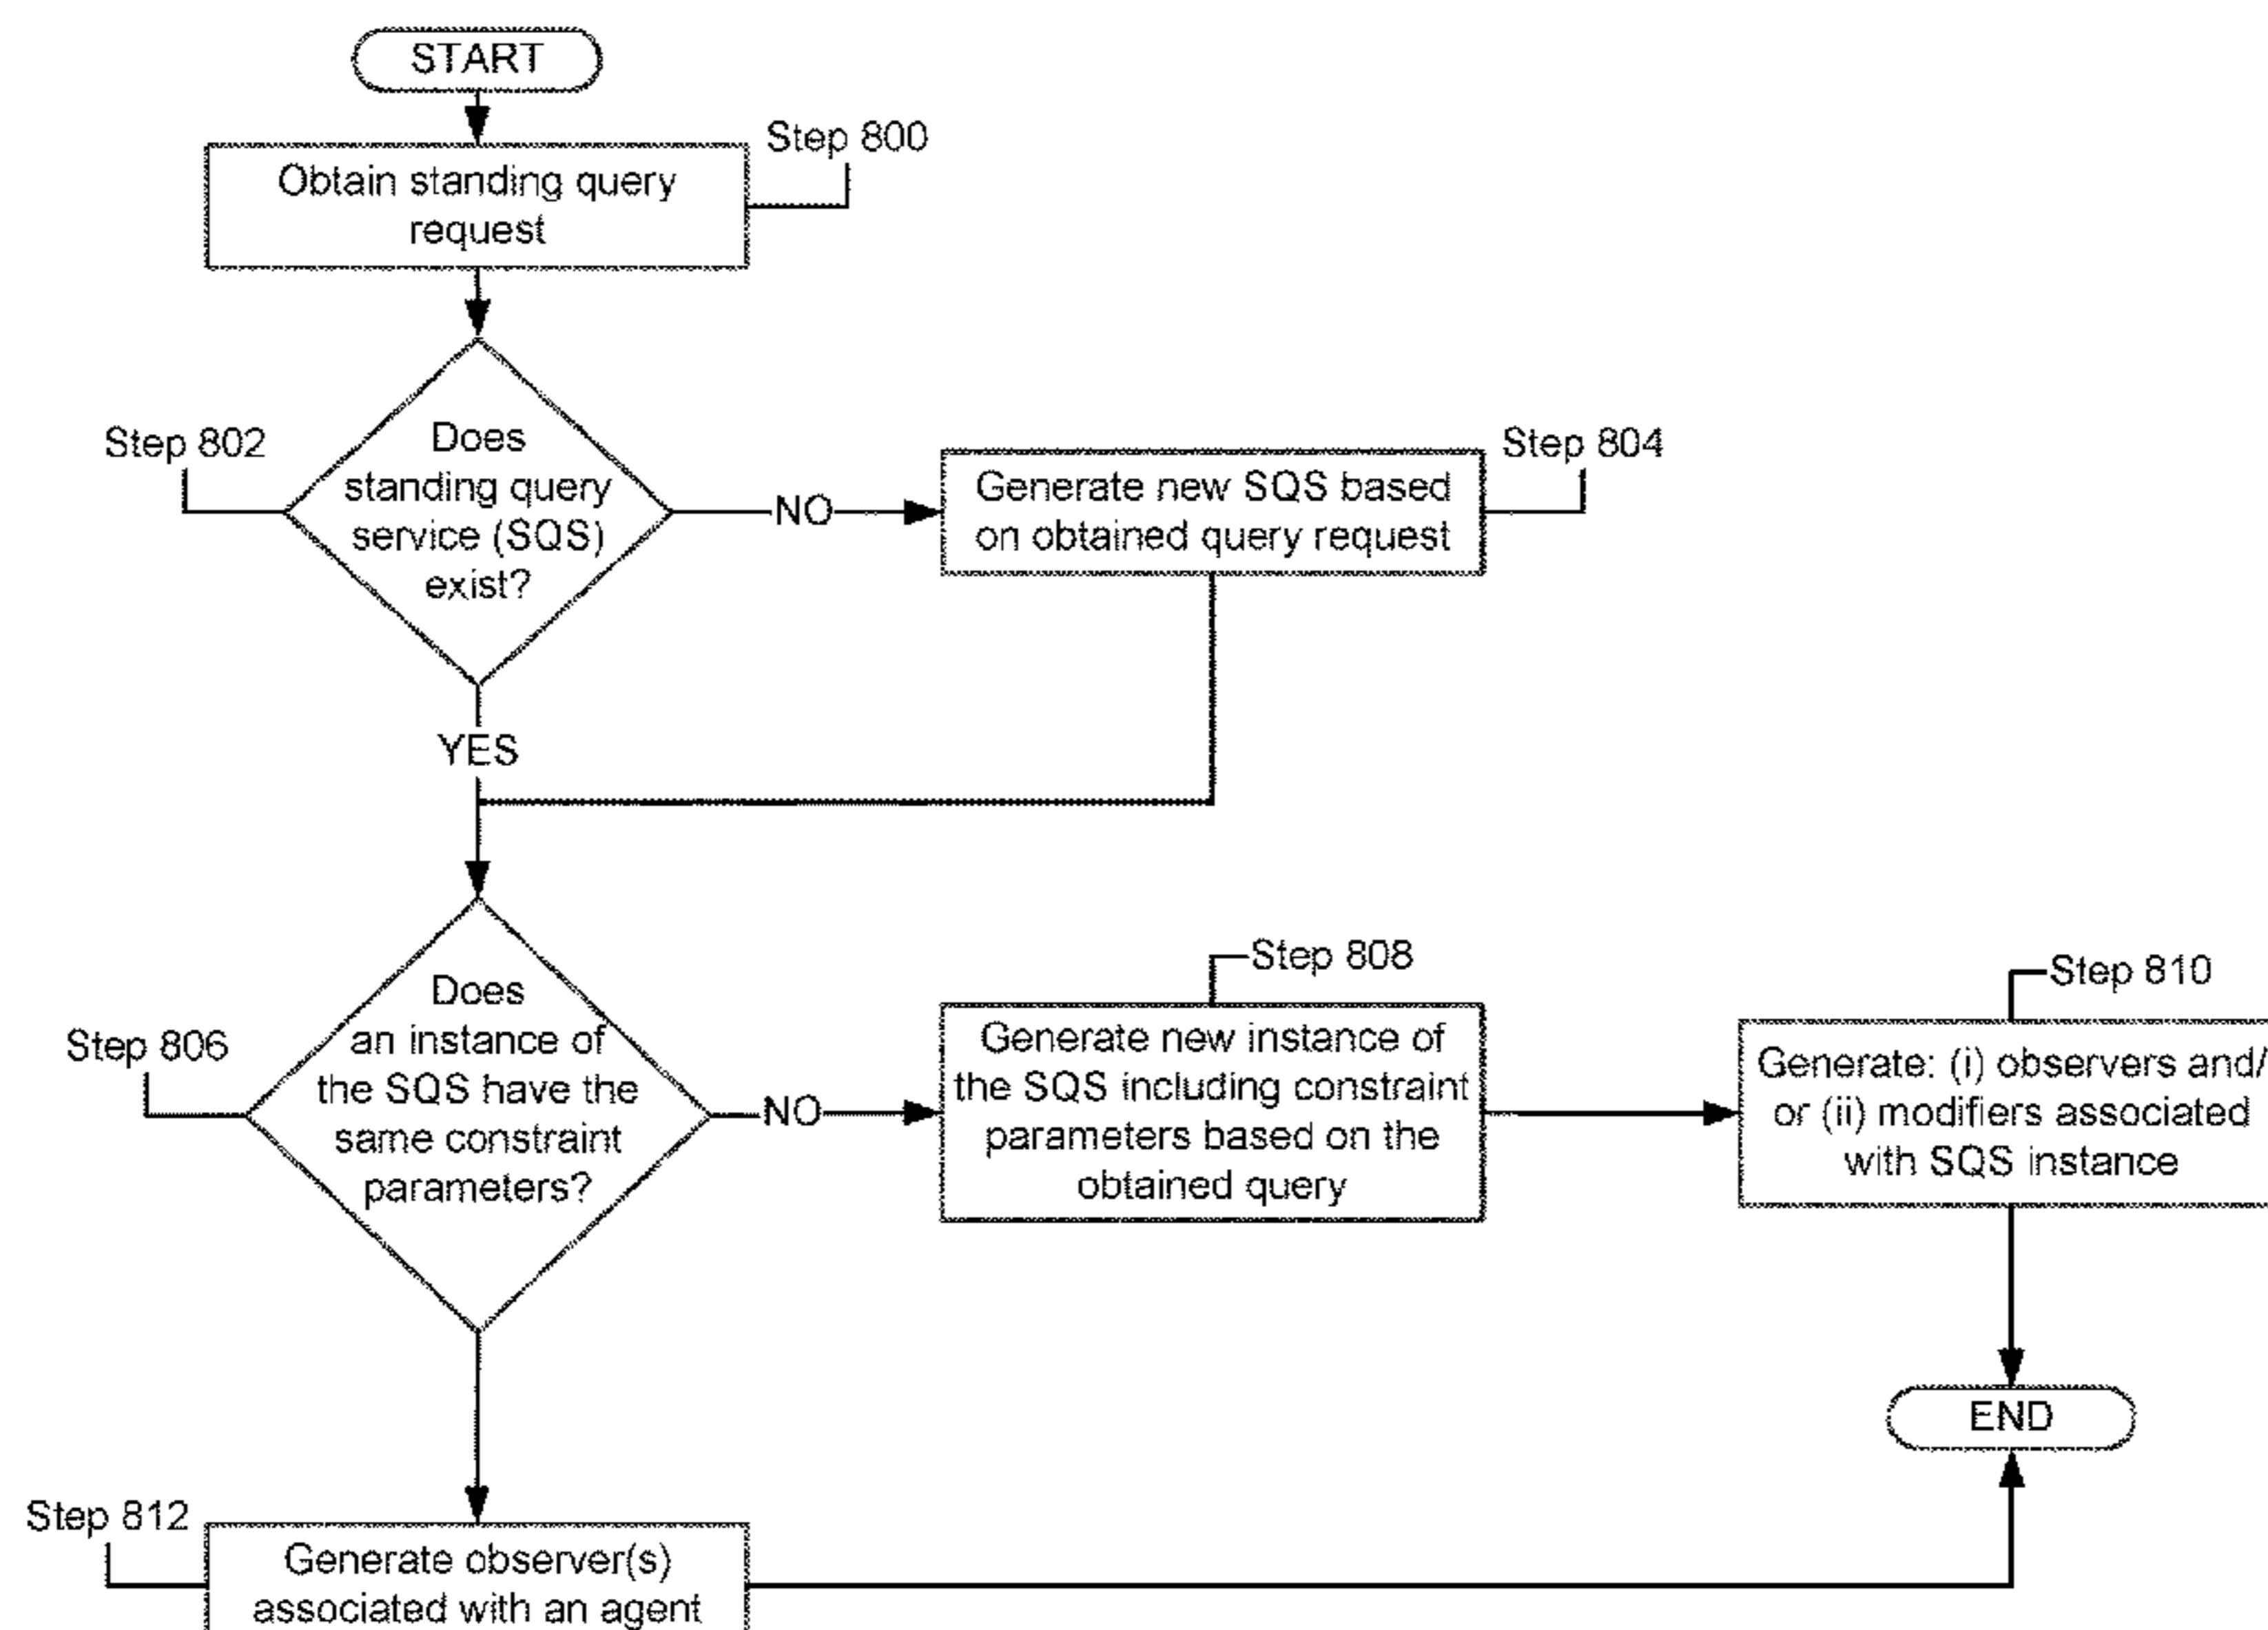 START
Step 800
Obtain standing query
request
Step 802
Does
standing query
service (SQS)
exist?
NO
Step 804
Generate new SQS based
on obtained query request
YES
Step 806
Does
an instance of
the SQS have the
same constraint
parameters?
NO
Step 808
Generate new instance of
the SQS including constraint
parameters based on the
obtained query
Step 810
Generate: (i) observers and/
or (ii) modifiers associated
with SQS instance
END
Step 812
Generate observer(s)
associated with an agent